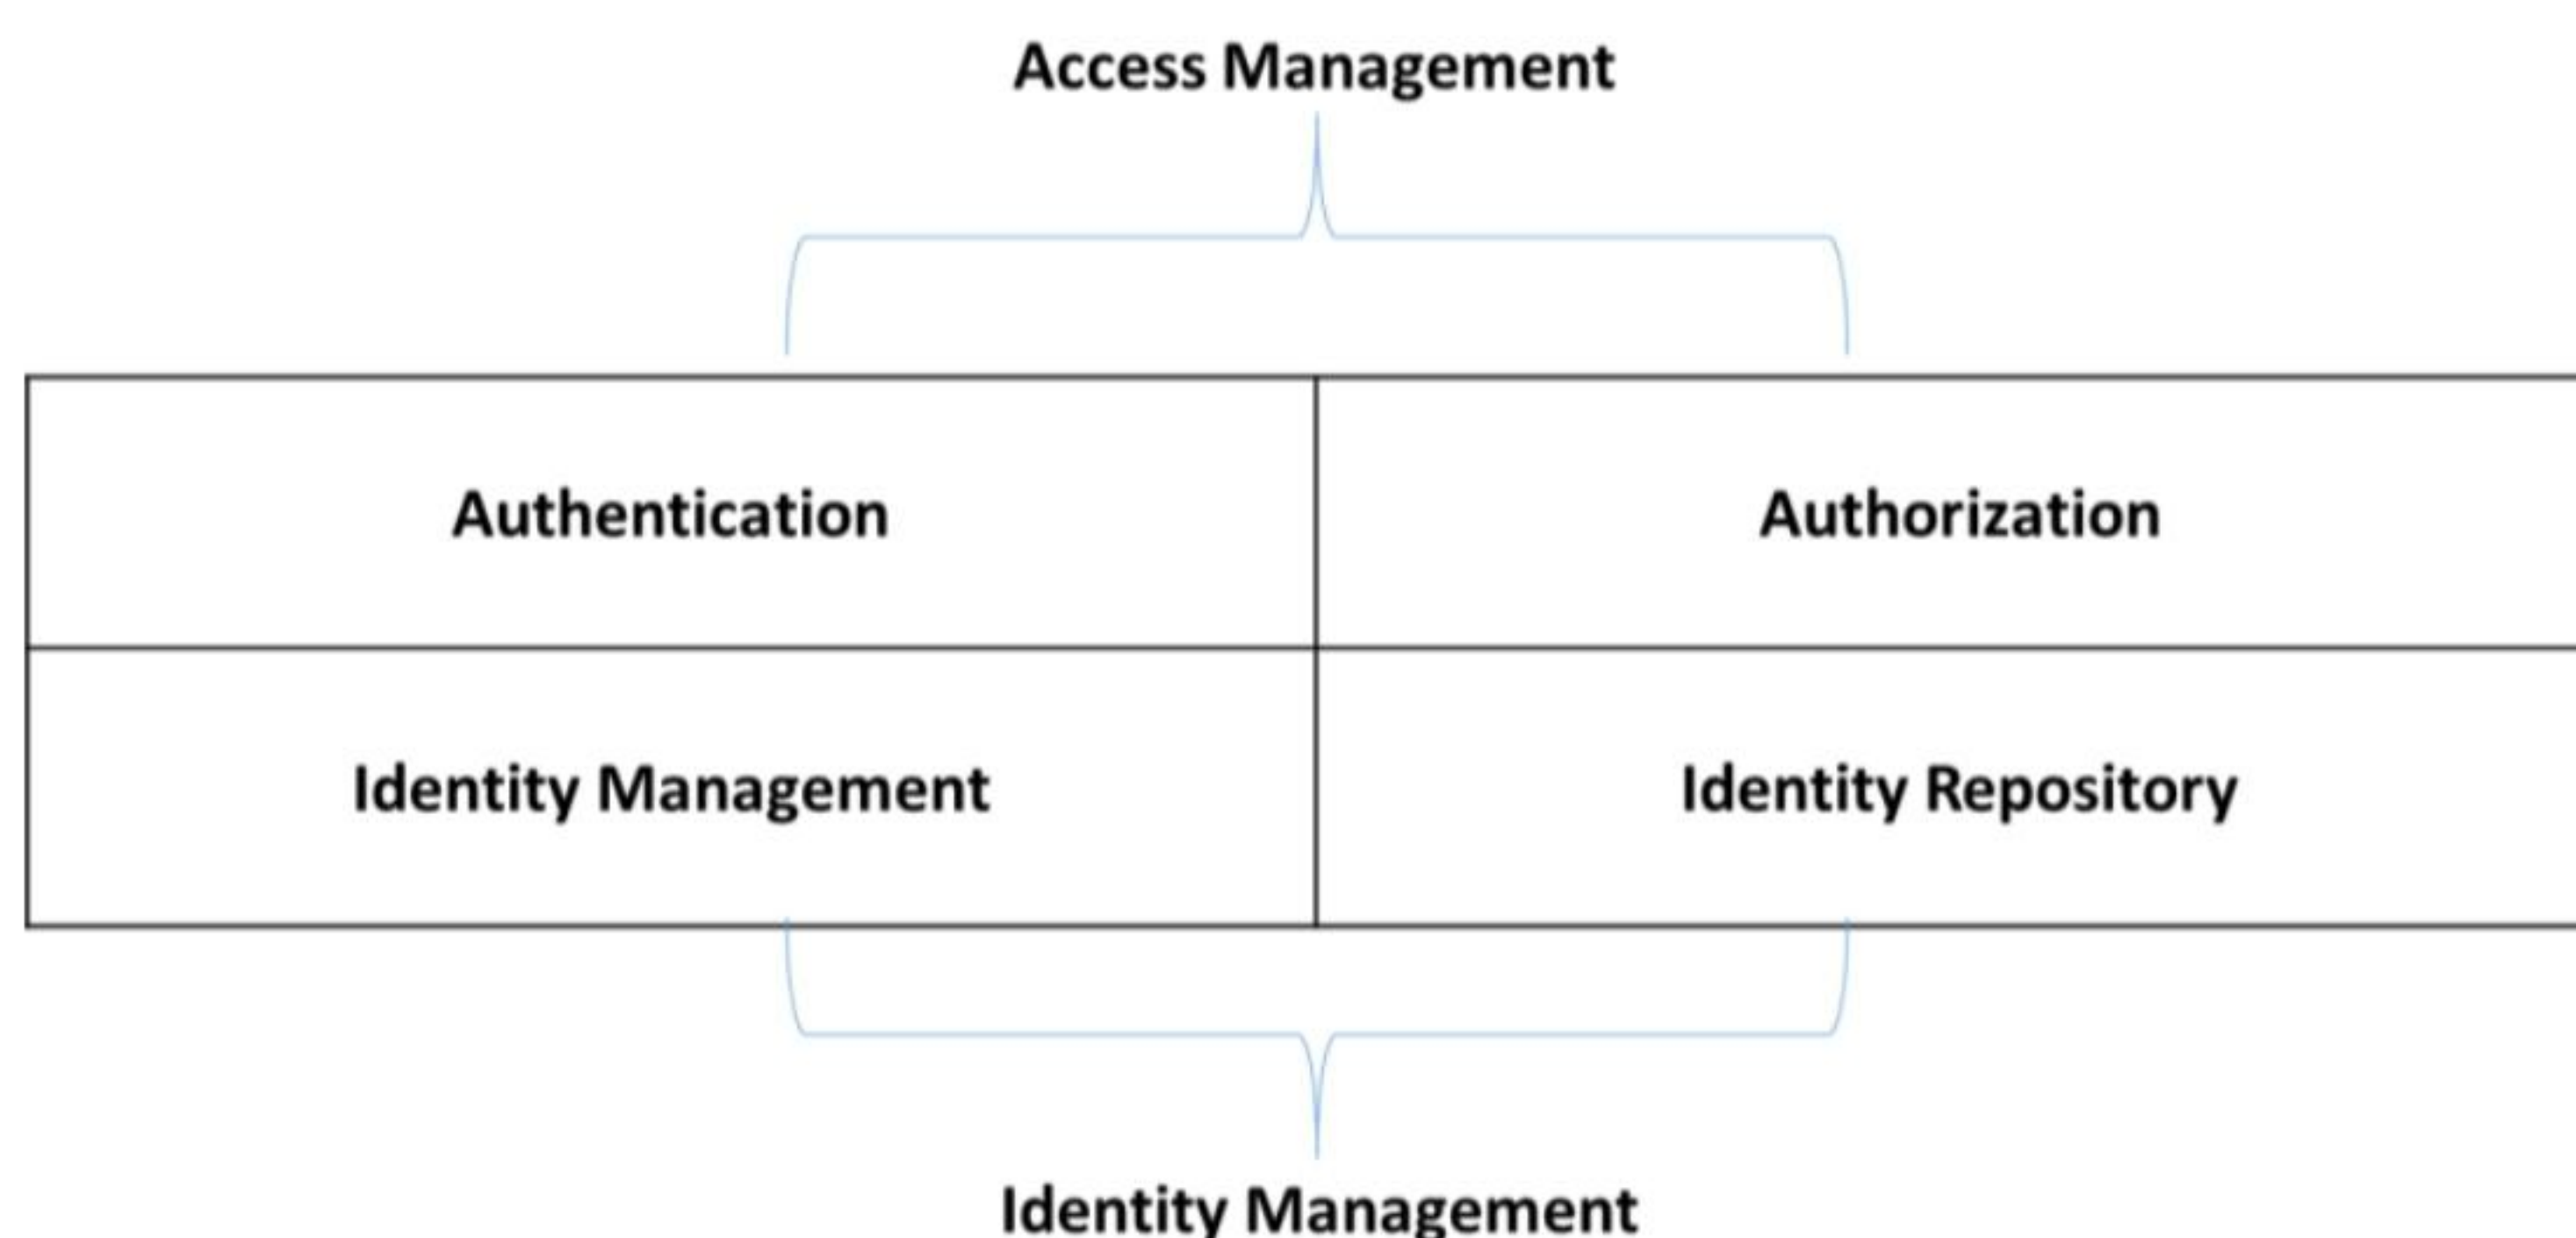 Access Management
Authentication
Authorization
Identity Management
Identity Repository
Identity Management